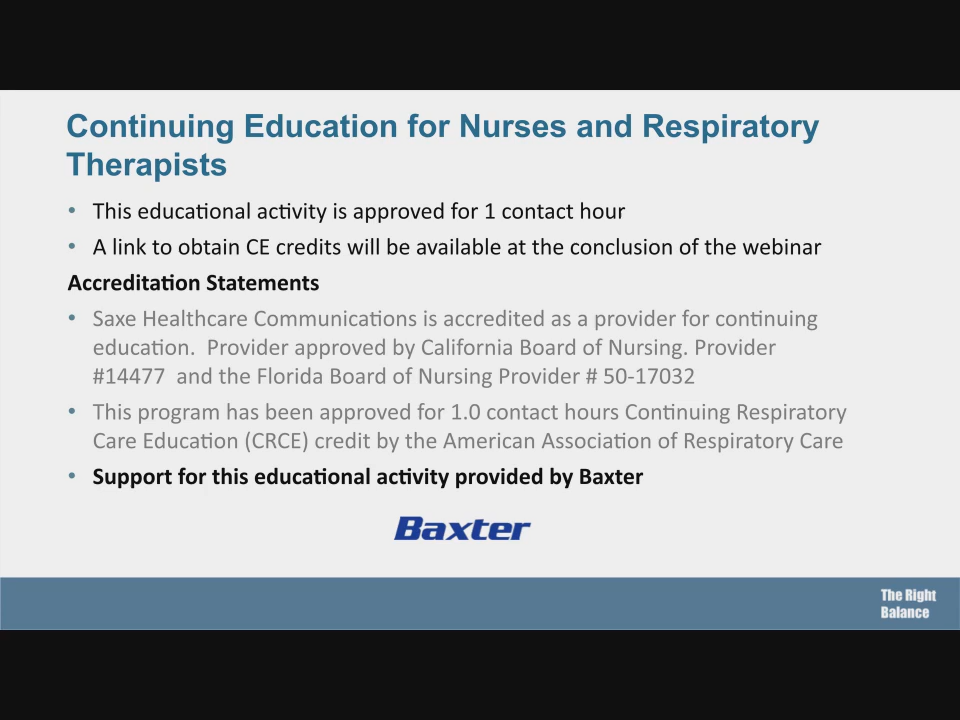 Continuing Education for Nurses and Respiratory
Therapists
• This educational activity is approved for 1 contact hour
• A link to obtain CE credits will be available at the conclusion of the webinar
Accreditation Statements
• Saxe Healthcare Communications is accredited as a provider for continuing
education.  Provider approved by California Board of Nursing. Provider
#14477  and the Florida Board of Nursing Provider # 50-17032
• This program has been approved for 1.0 contact hours Continuing Respiratory
Care Education (CRCE) credit by the American Association of Respiratory Care
• Support for this educational activity provided by Baxter
Baxter
The Right
Balance